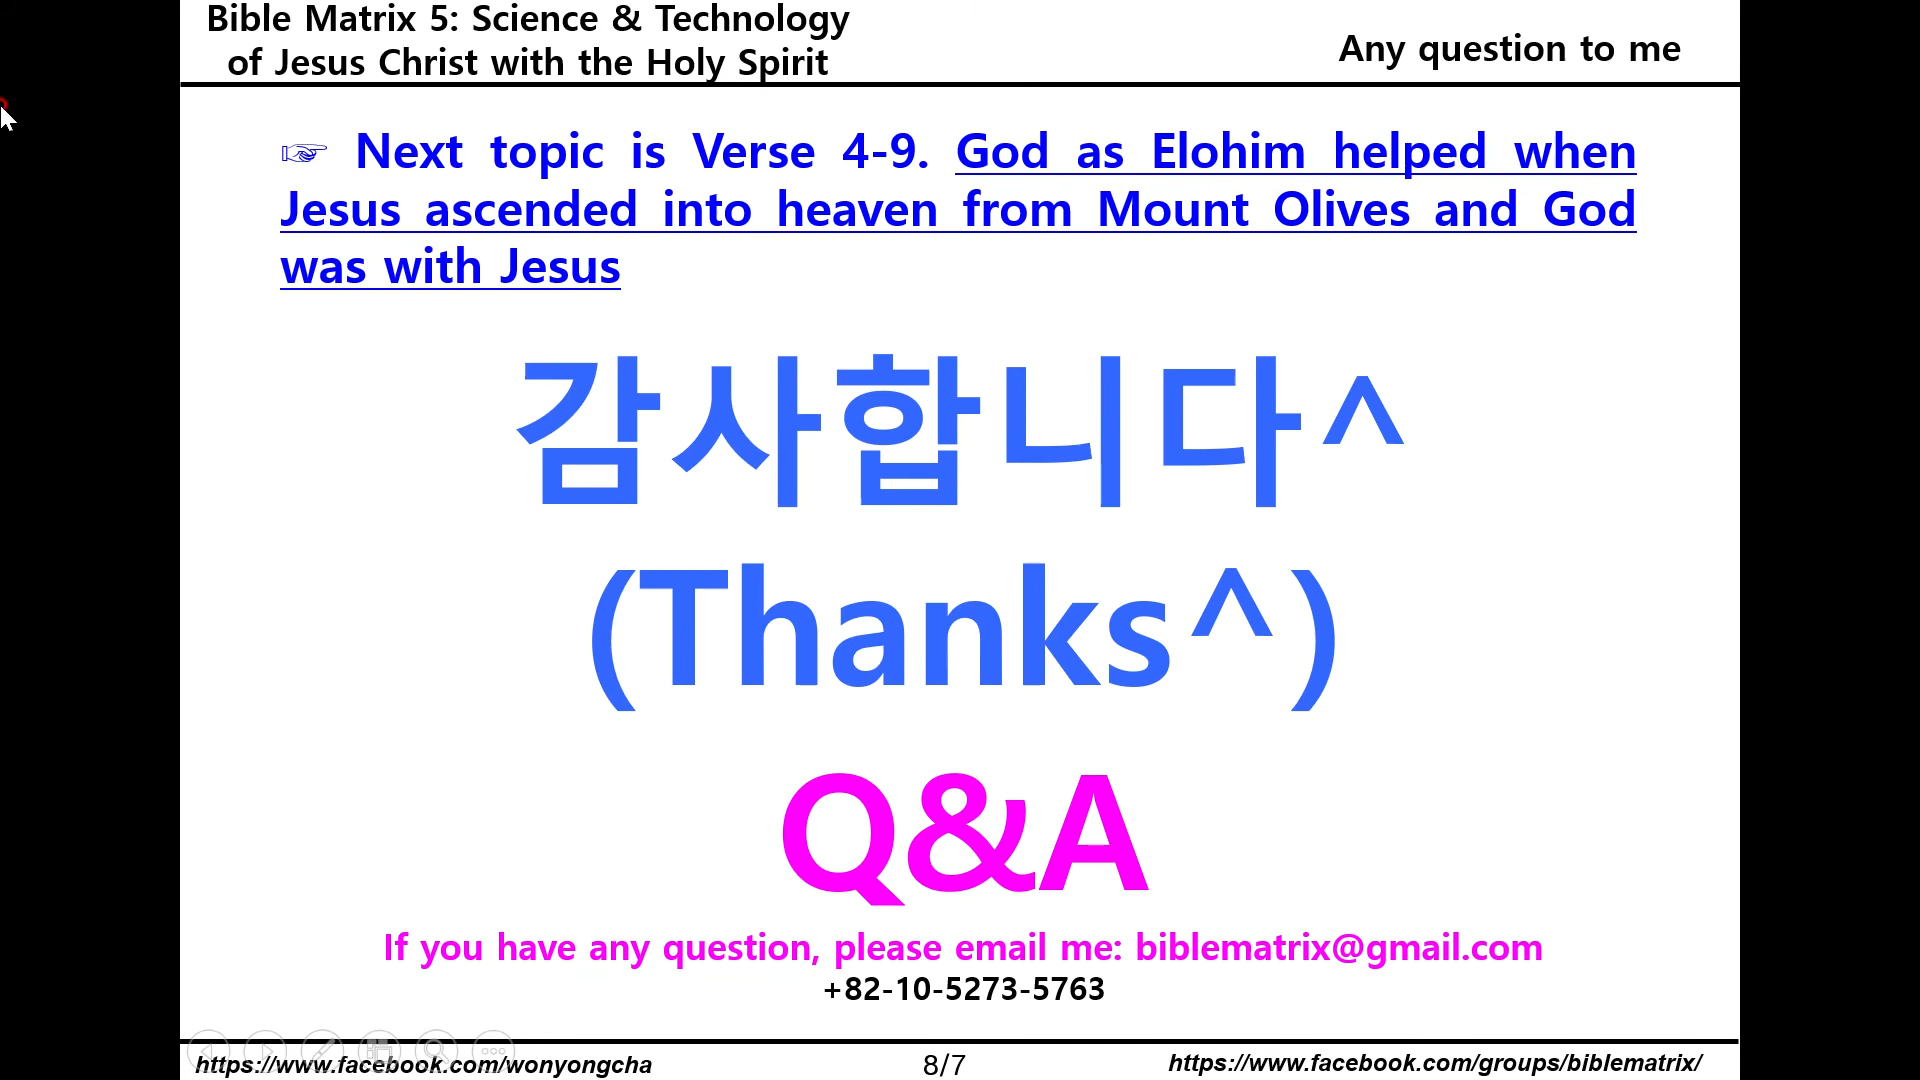 Bible Matrix 5: Science & Technology
of Jesus Christ with the Holy Spirit
Any question to me
☞ Next topic is Verse 4-9. God as Elohim helped when
Jesus ascended into heaven from Mount Olives and God
was with Jesus
감사합니다^
(Thanks^)
Q&A
If you have any question, please email me: biblematrix@gmail.com
+82-10-5273-5763
https://www.facebook.com/wonyongcha
8/7
https://www.facebook.com/groups/biblematrix/